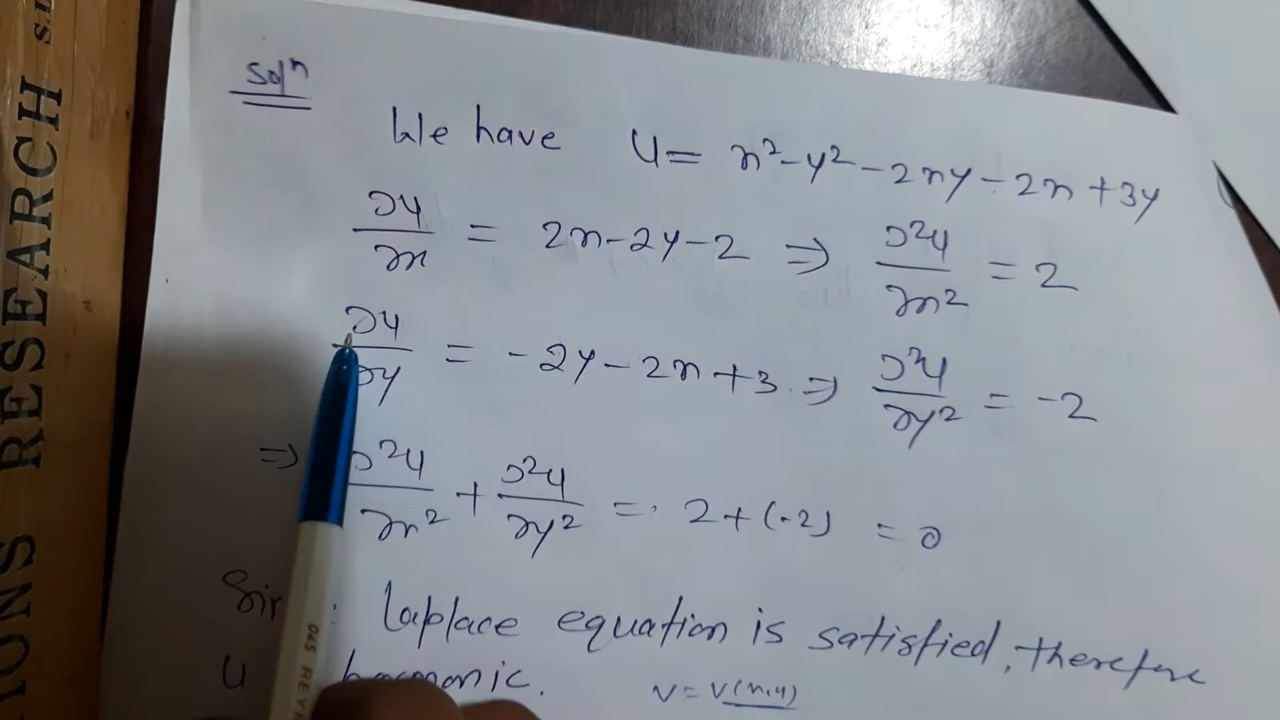 RESEARCH
Solⁿ
We have U = x² - y² - 2xy - 2x + 3y
∂u/∂x = 2x - 2y - 2 ⇒ ∂²u/∂x² = 2
∂u/∂y = -2y - 2x + 3 ⇒ ∂²u/∂y² = -2
⇒ ∂²u/∂x² + ∂²u/∂y² = 2 + (-2) = 0
Laplace equation is satisfied, therefore
U harmonic.
v = v(x,y)